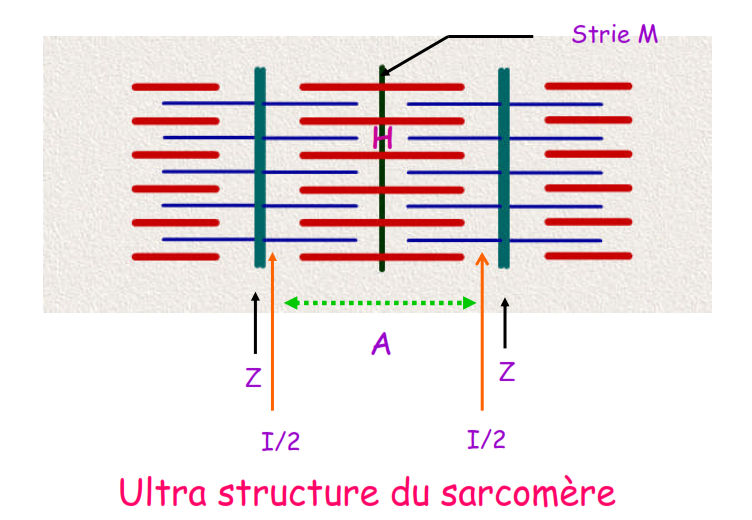 Strie M
H
A
Z
Z
I/2
I/2
Ultra structure du sarcomère